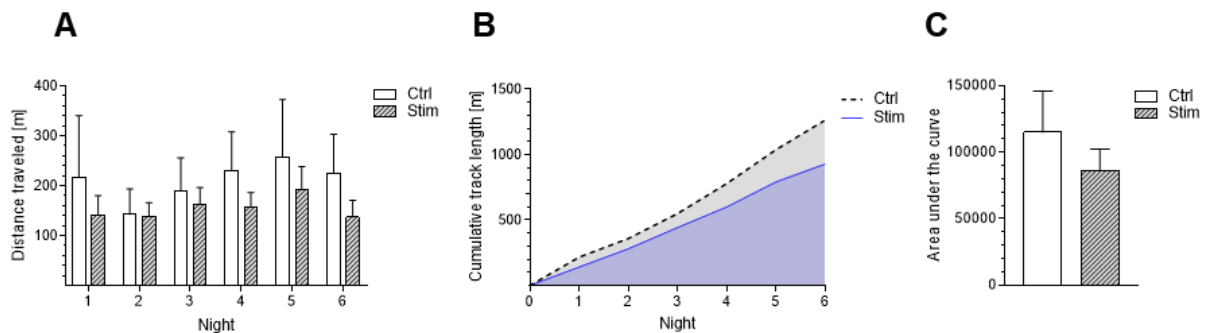 A
Distance traveled [m]
400
300
200
100
1 2 3 4 5 6
Night
Ctrl
Stim
B
Cumulative track length [m]
1500
1000
500
0 1 2 3 4 5 6
Night
Ctrl
Stim
C
Area under the curve
150000
100000
50000
0
Ctrl
Stim